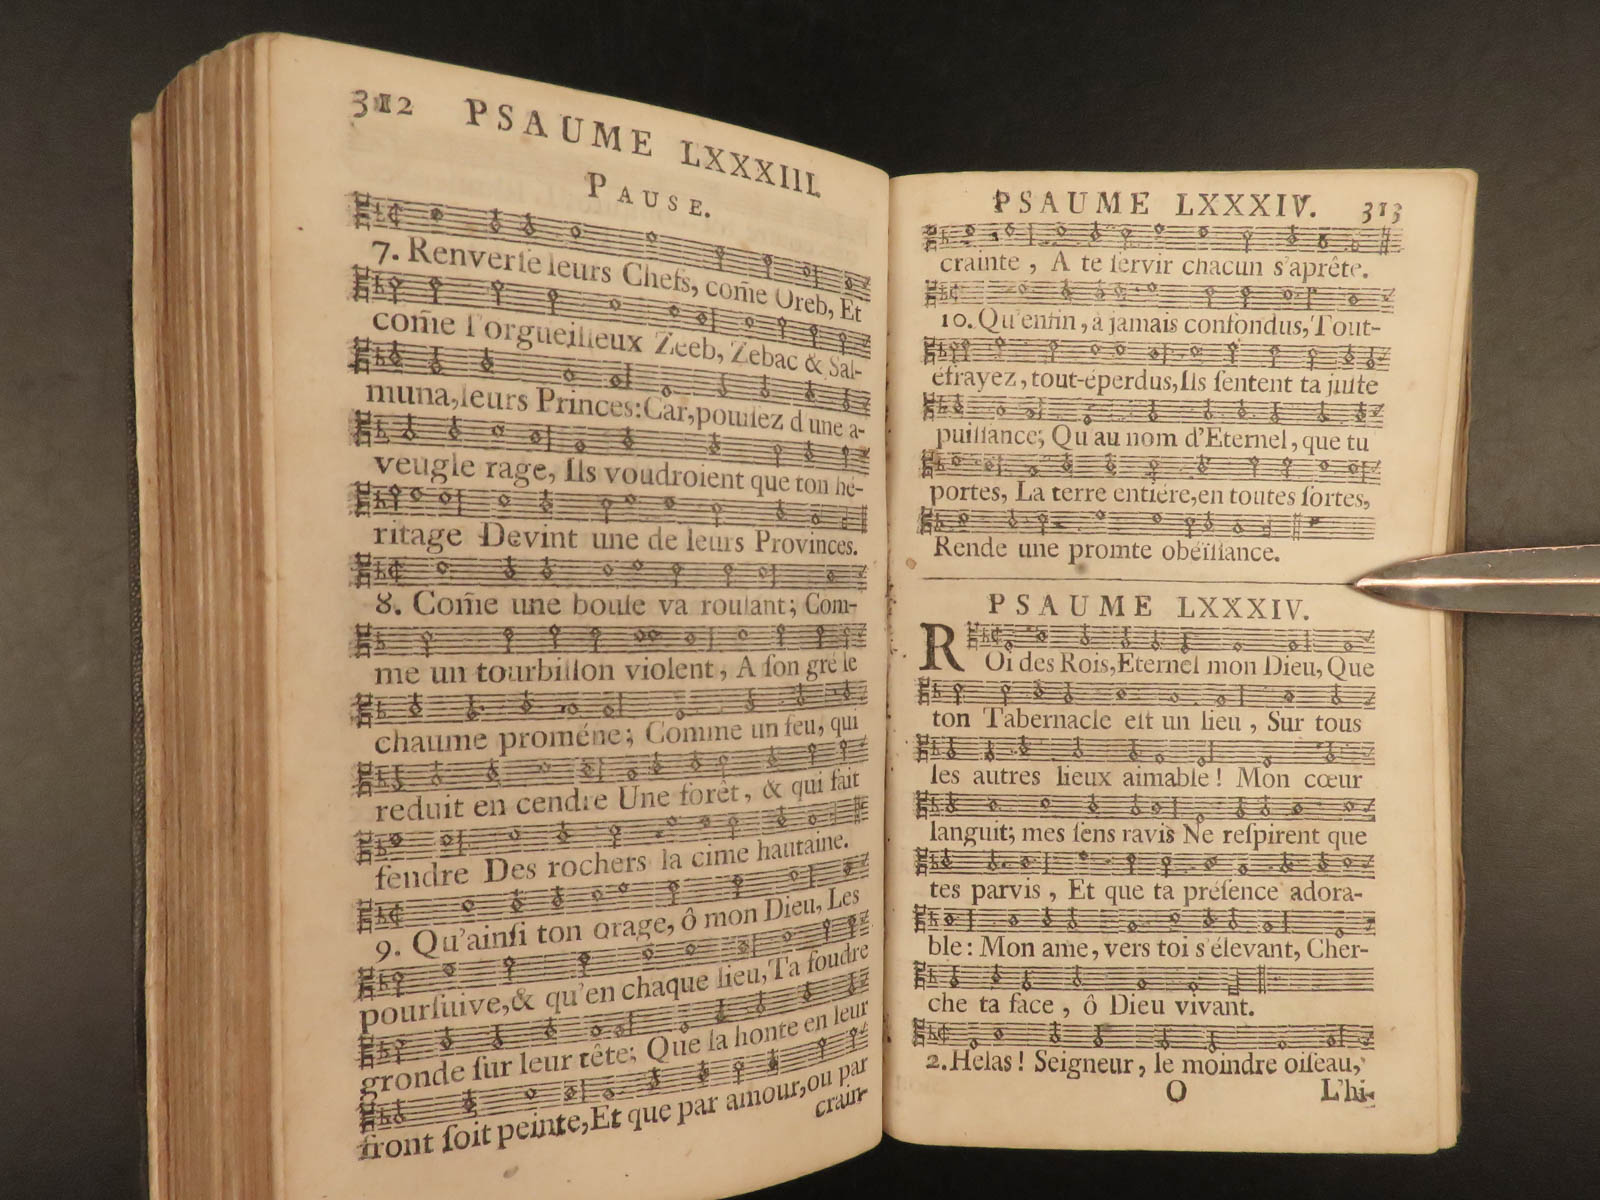 312 PSAUME LXXXIII.
PAUSE.
7. Renverſe leurs Chefs, com̃e Oreb, Et
com̃e l'orgueilleux Zeeb, Zebac & Sal-
muna, leurs Princes: Car, pouſſez d'une a-
veugle rage, Ils voudroient que ton hé-
ritage Devint une de leurs Provinces.
8. Com̃e une boule va roulant; Com-
me un tourbillon violent, A ſon gré le
chaume proméne; Comme un feu, qui
reduit en cendre Une forêt, & qui fait
fendre Des rochers la cime hautaine.
9. Qu'ainſi ton orage, ô mon Dieu, Les
pourſuive, & qu'en chaque lieu, Ta foudre
gronde ſur leur tête; Que la honte en leur
front ſoit peinte, Et que par amour, ou par
crain-
PSAUME LXXXIV. 313
crainte, A te ſervir chacun s'aprête.
10. Qu'enfin, à jamais confondus, Tout-
éfrayez, tout-éperdus, Ils ſentent ta juſte
puiſſance; Qu'au nom d'Eternel, que tu
portes, La terre entiére, en toutes ſortes,
Rende une promte obeïſſance.
PSAUME LXXXIV.
ROi des Rois, Eternel mon Dieu, Que
ton Tabernacle eſt un lieu, Sur tous
les autres lieux aimable! Mon cœur
languit; mes ſens ravis Ne reſpirent que
tes parvis, Et que ta préſence adora-
ble: Mon ame, vers toi s'élevant, Cher-
che ta face, ô Dieu vivant.
2. Helas! Seigneur, le moindre oiſeau,
O L'hi-